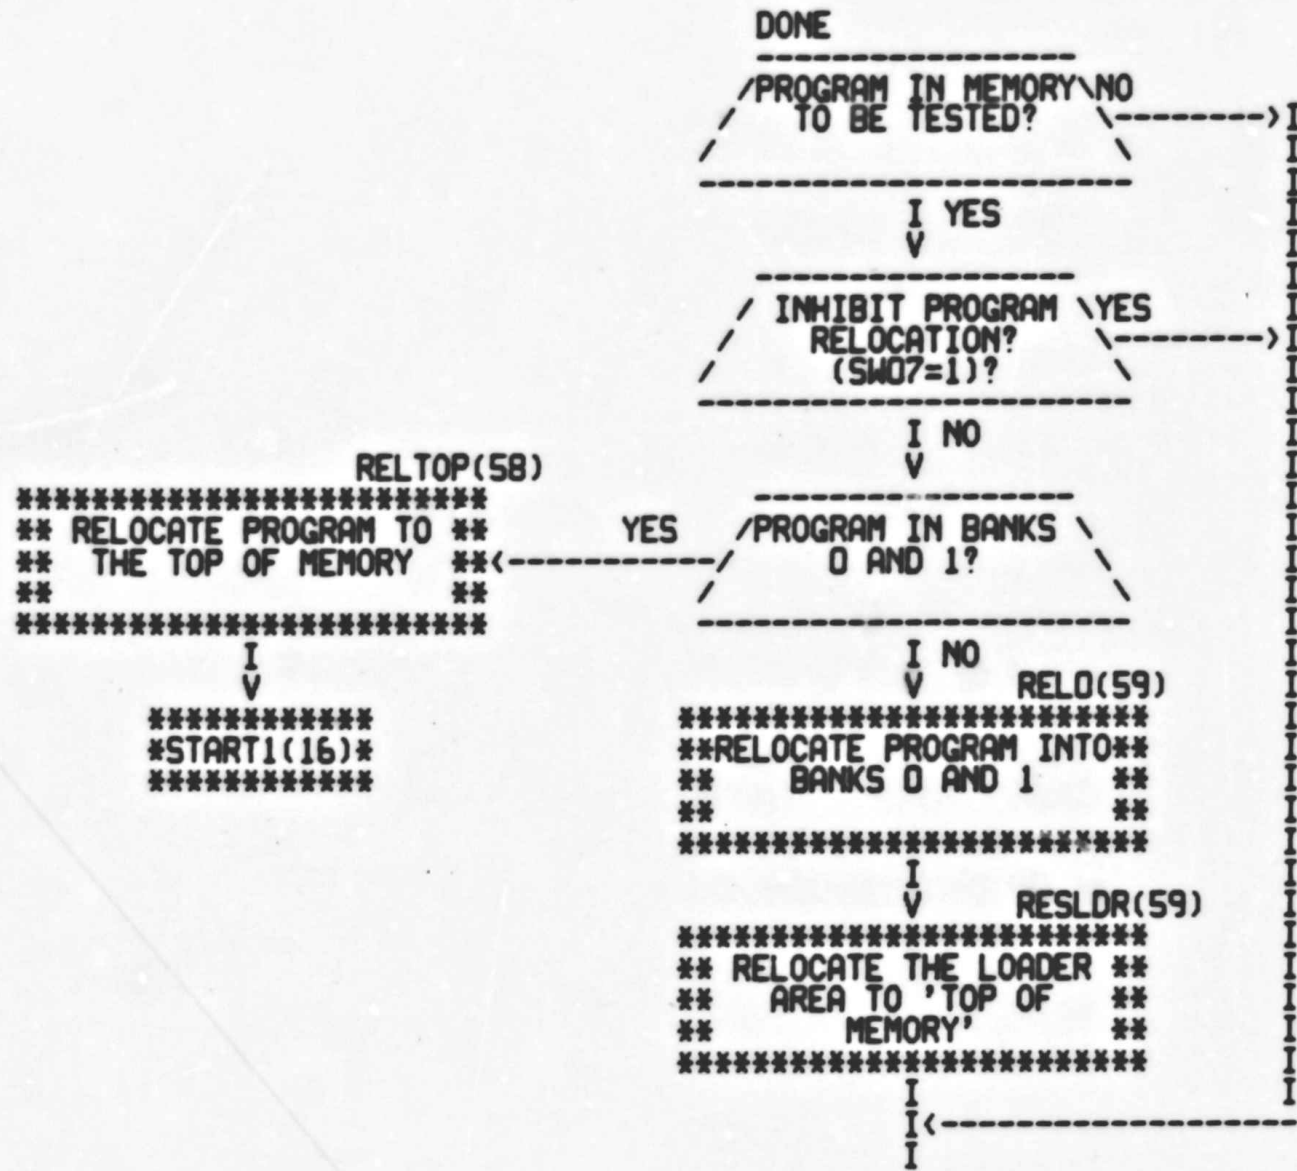 DONE
PROGRAM IN MEMORY NO
TO BE TESTED?
I YES
V
INHIBIT PROGRAM YES
RELOCATION?
(SW07=1)?
I NO
V
RELTOP(58)
** RELOCATE PROGRAM TO **
** THE TOP OF MEMORY **
YES
PROGRAM IN BANKS
0 AND 1?
I
V
*START1(16)*
I NO
V
RELO(59)
**RELOCATE PROGRAM INTO**
** BANKS 0 AND 1 **
I
V
RESLDR(59)
** RELOCATE THE LOADER **
** AREA TO 'TOP OF **
** MEMORY' **